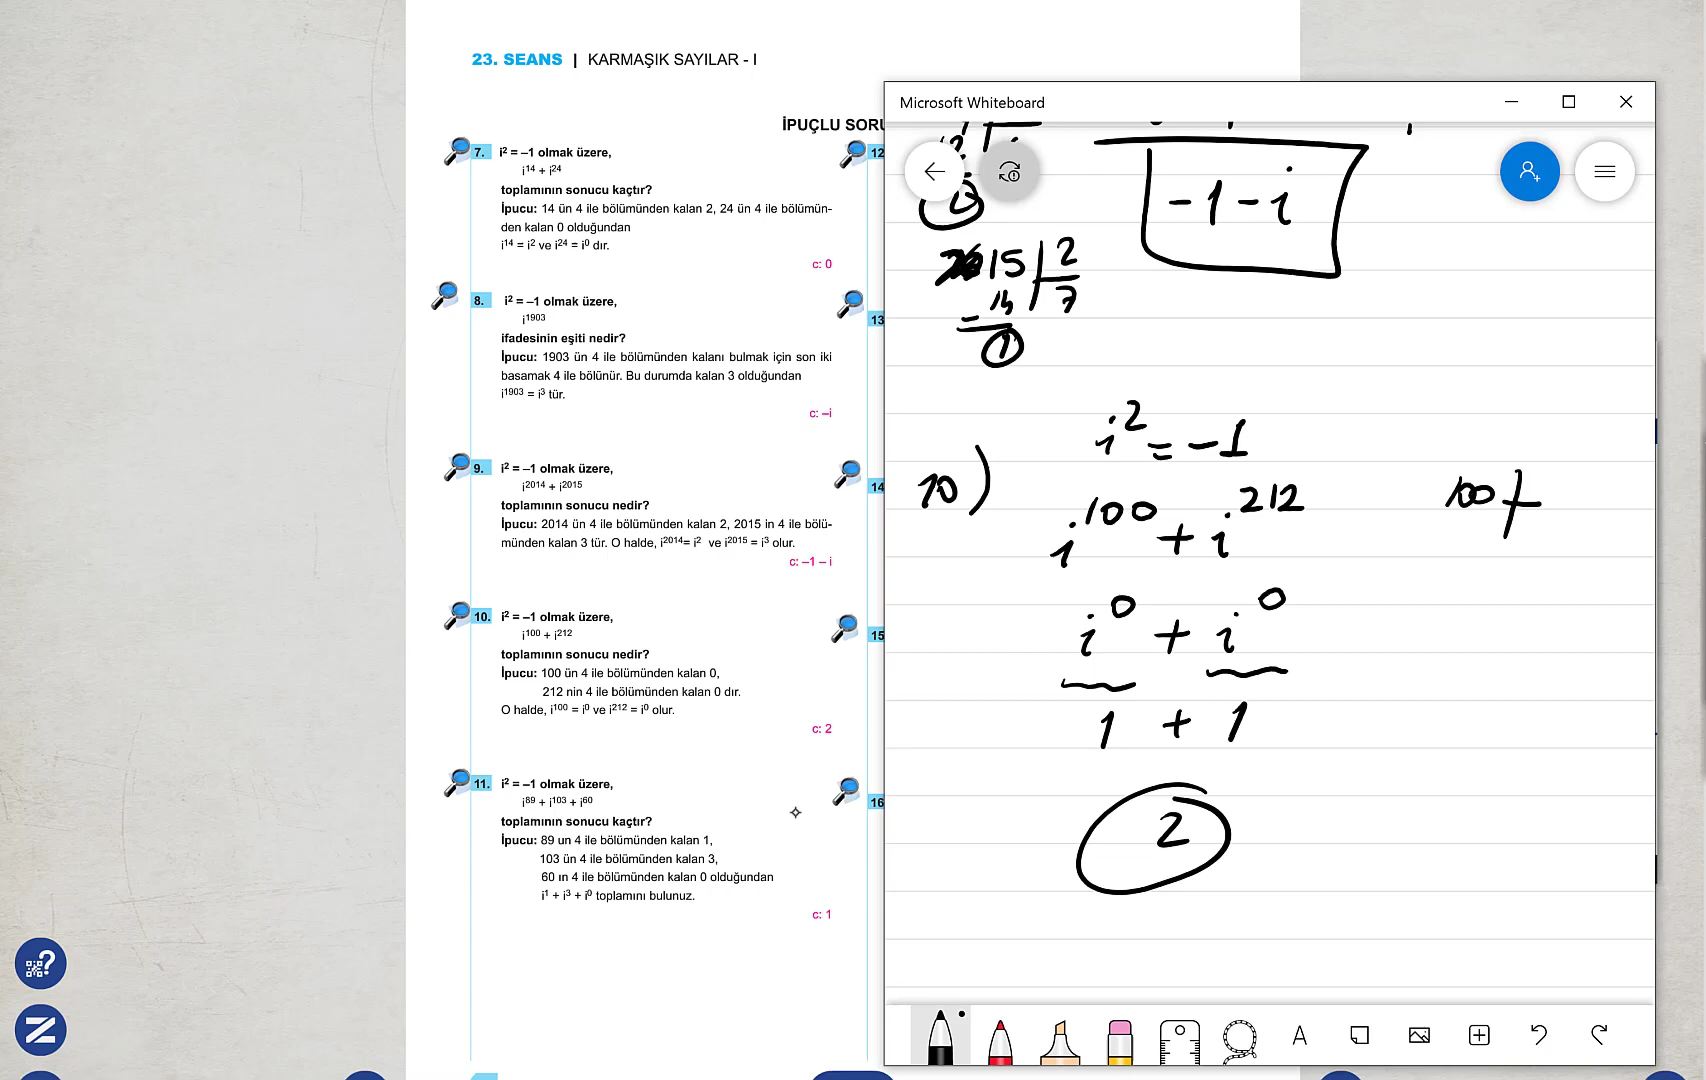 23. SEANS | KARMAŞIK SAYILAR - I
İPUÇLU SORU
7. i² = –1 olmak üzere,
i¹⁴ + i²⁴
toplamının sonucu kaçtır?
İpucu: 14 ün 4 ile bölümünden kalan 2, 24 ün 4 ile bölümün-
den kalan 0 olduğundan
i¹⁴ = i² ve i²⁴ = i⁰ dır.
c: 0
8. i² = –1 olmak üzere,
i¹⁹⁰³
ifadesinin eşiti nedir?
İpucu: 1903 ün 4 ile bölümünden kalanı bulmak için son iki
basamak 4 ile bölünür. Bu durumda kalan 3 olduğundan
i¹⁹⁰³ = i³ tür.
c: –i
9. i² = –1 olmak üzere,
i²⁰¹⁴ + i²⁰¹⁵
toplamının sonucu nedir?
İpucu: 2014 ün 4 ile bölümünden kalan 2, 2015 in 4 ile bölü-
münden kalan 3 tür. O halde, i²⁰¹⁴= i² ve i²⁰¹⁵ = i³ olur.
c: –1 – i
10. i² = –1 olmak üzere,
i¹⁰⁰ + i²¹²
toplamının sonucu nedir?
İpucu: 100 ün 4 ile bölümünden kalan 0,
212 nin 4 ile bölümünden kalan 0 dır.
O halde, i¹⁰⁰ = i⁰ ve i²¹² = i⁰ olur.
c: 2
11. i² = –1 olmak üzere,
i⁸⁹ + i¹⁰³ + i⁶⁰
toplamının sonucu kaçtır?
İpucu: 89 un 4 ile bölümünden kalan 1,
103 ün 4 ile bölümünden kalan 3,
60 ın 4 ile bölümünden kalan 0 olduğundan
i¹ + i³ + i⁰ toplamını bulunuz.
c: 1
12
13
14
15
16
Microsoft Whiteboard
-1-i
15 2
- 14 7
1
i² = -1
10)
i¹⁰⁰ + i²¹²
100
i⁰ + i⁰
1 + 1
2